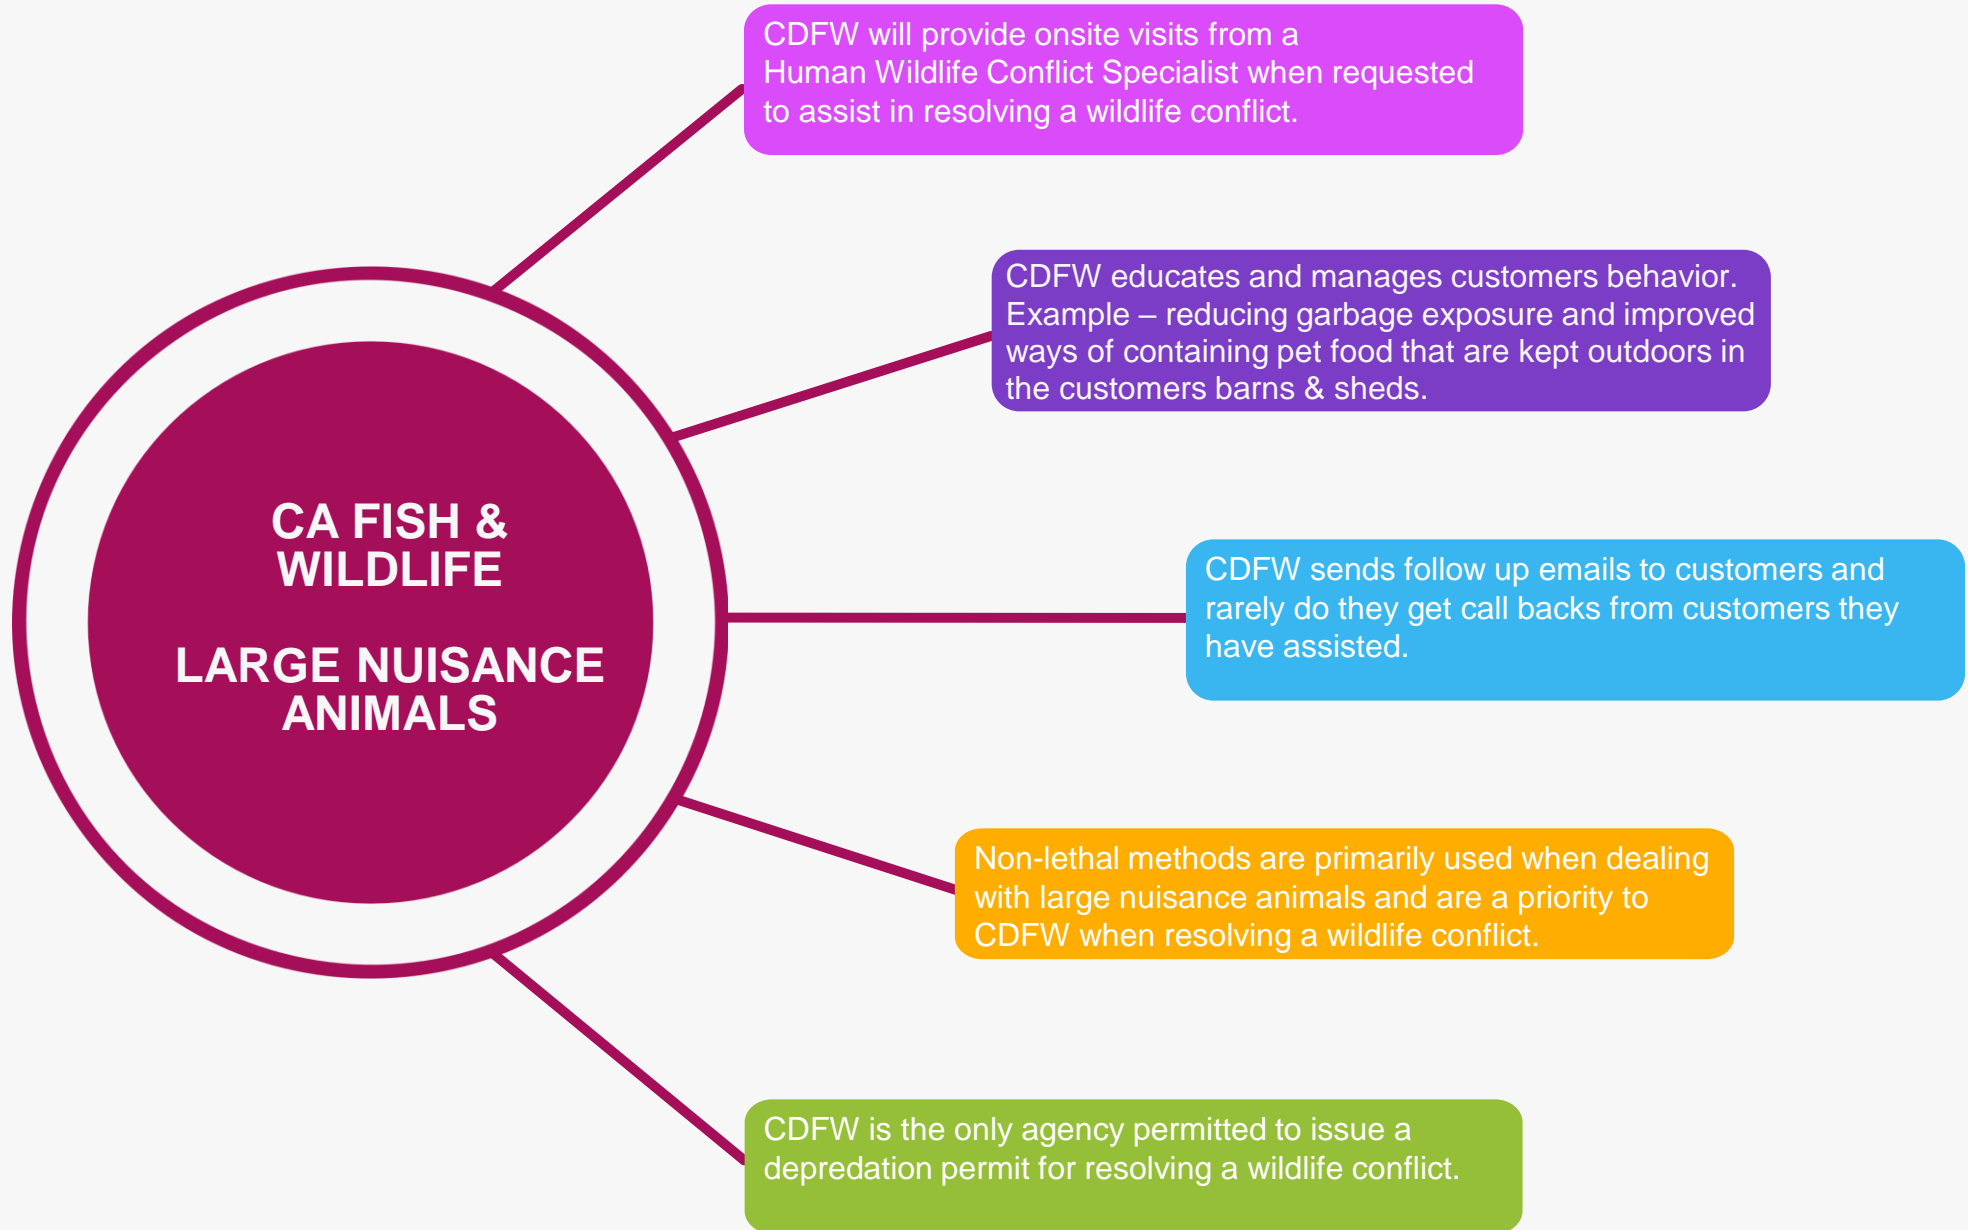 CDFW will provide onsite visits from a
Human Wildlife Conflict Specialist when requested
to assist in resolving a wildlife conflict.
CDFW educates and manages customers behavior.
Example – reducing garbage exposure and improved
ways of containing pet food that are kept outdoors in
the customers barns & sheds.
CA FISH &
WILDLIFE
LARGE NUISANCE
ANIMALS
CDFW sends follow up emails to customers and
rarely do they get call backs from customers they
have assisted.
Non-lethal methods are primarily used when dealing
with large nuisance animals and are a priority to
CDFW when resolving a wildlife conflict.
CDFW is the only agency permitted to issue a
depredation permit for resolving a wildlife conflict.